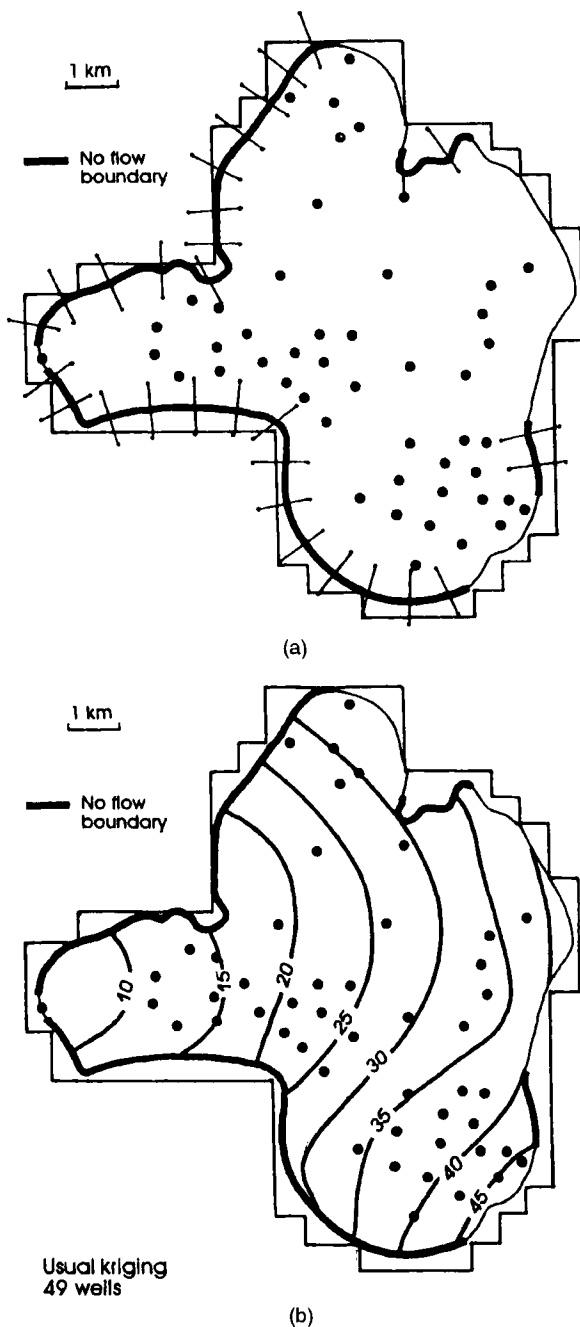 1 km
No flow
boundary
(a)
1 km
No flow
boundary
10
15
20
25
30
35
40
45
Usual kriging
49 wells
(b)